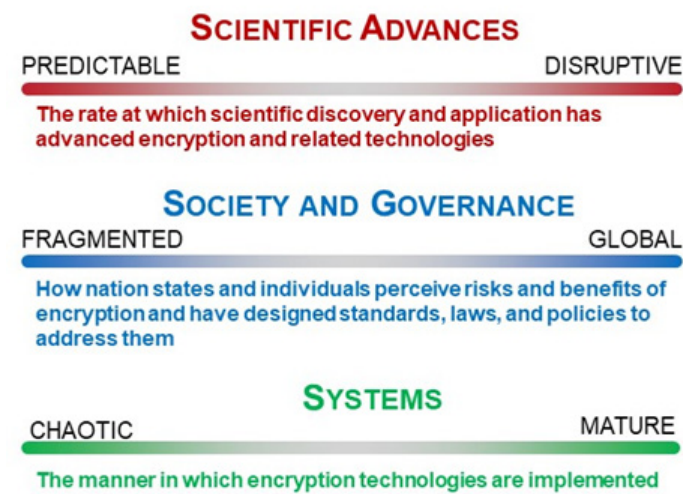 SCIENTIFIC ADVANCES
PREDICTABLE DISRUPTIVE
The rate at which scientific discovery and application has
advanced encryption and related technologies
SOCIETY AND GOVERNANCE
FRAGMENTED GLOBAL
How nation states and individuals perceive risks and benefits of
encryption and have designed standards, laws, and policies to
address them
SYSTEMS
CHAOTIC MATURE
The manner in which encryption technologies are implemented